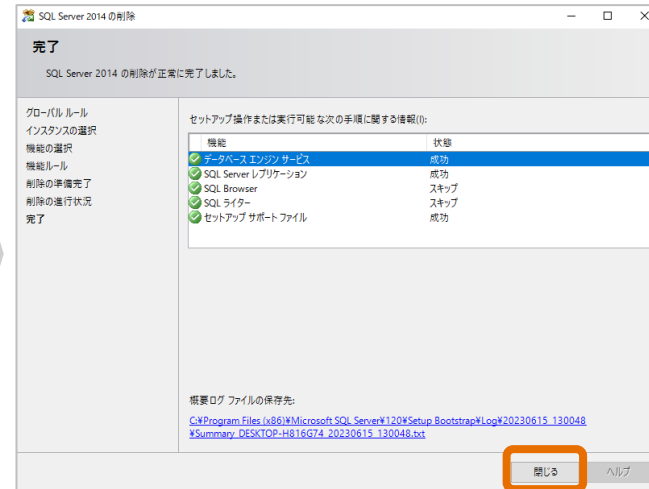 SQL Server 2014 の削除
完了
SQL Server 2014 の削除が正常に完了しました。
グローバル ルール
インスタンスの選択
機能の選択
機能ルール
削除の準備完了
削除の進行状況
完了
セットアップ操作または実行可能な次の手順に関する情報(I):
機能 状態
データベース エンジン サービス 成功
SQL Server レプリケーション 成功
SQL Browser スキップ
SQL ライター スキップ
セットアップ サポート ファイル 成功
概要ログ ファイルの保存先:
C:¥Program Files (x86)¥Microsoft SQL Server¥120¥Setup Bootstrap¥Log¥20230615_130048
¥Summary_DESKTOP-H816G74_20230615_130048.txt
閉じる ヘルプ